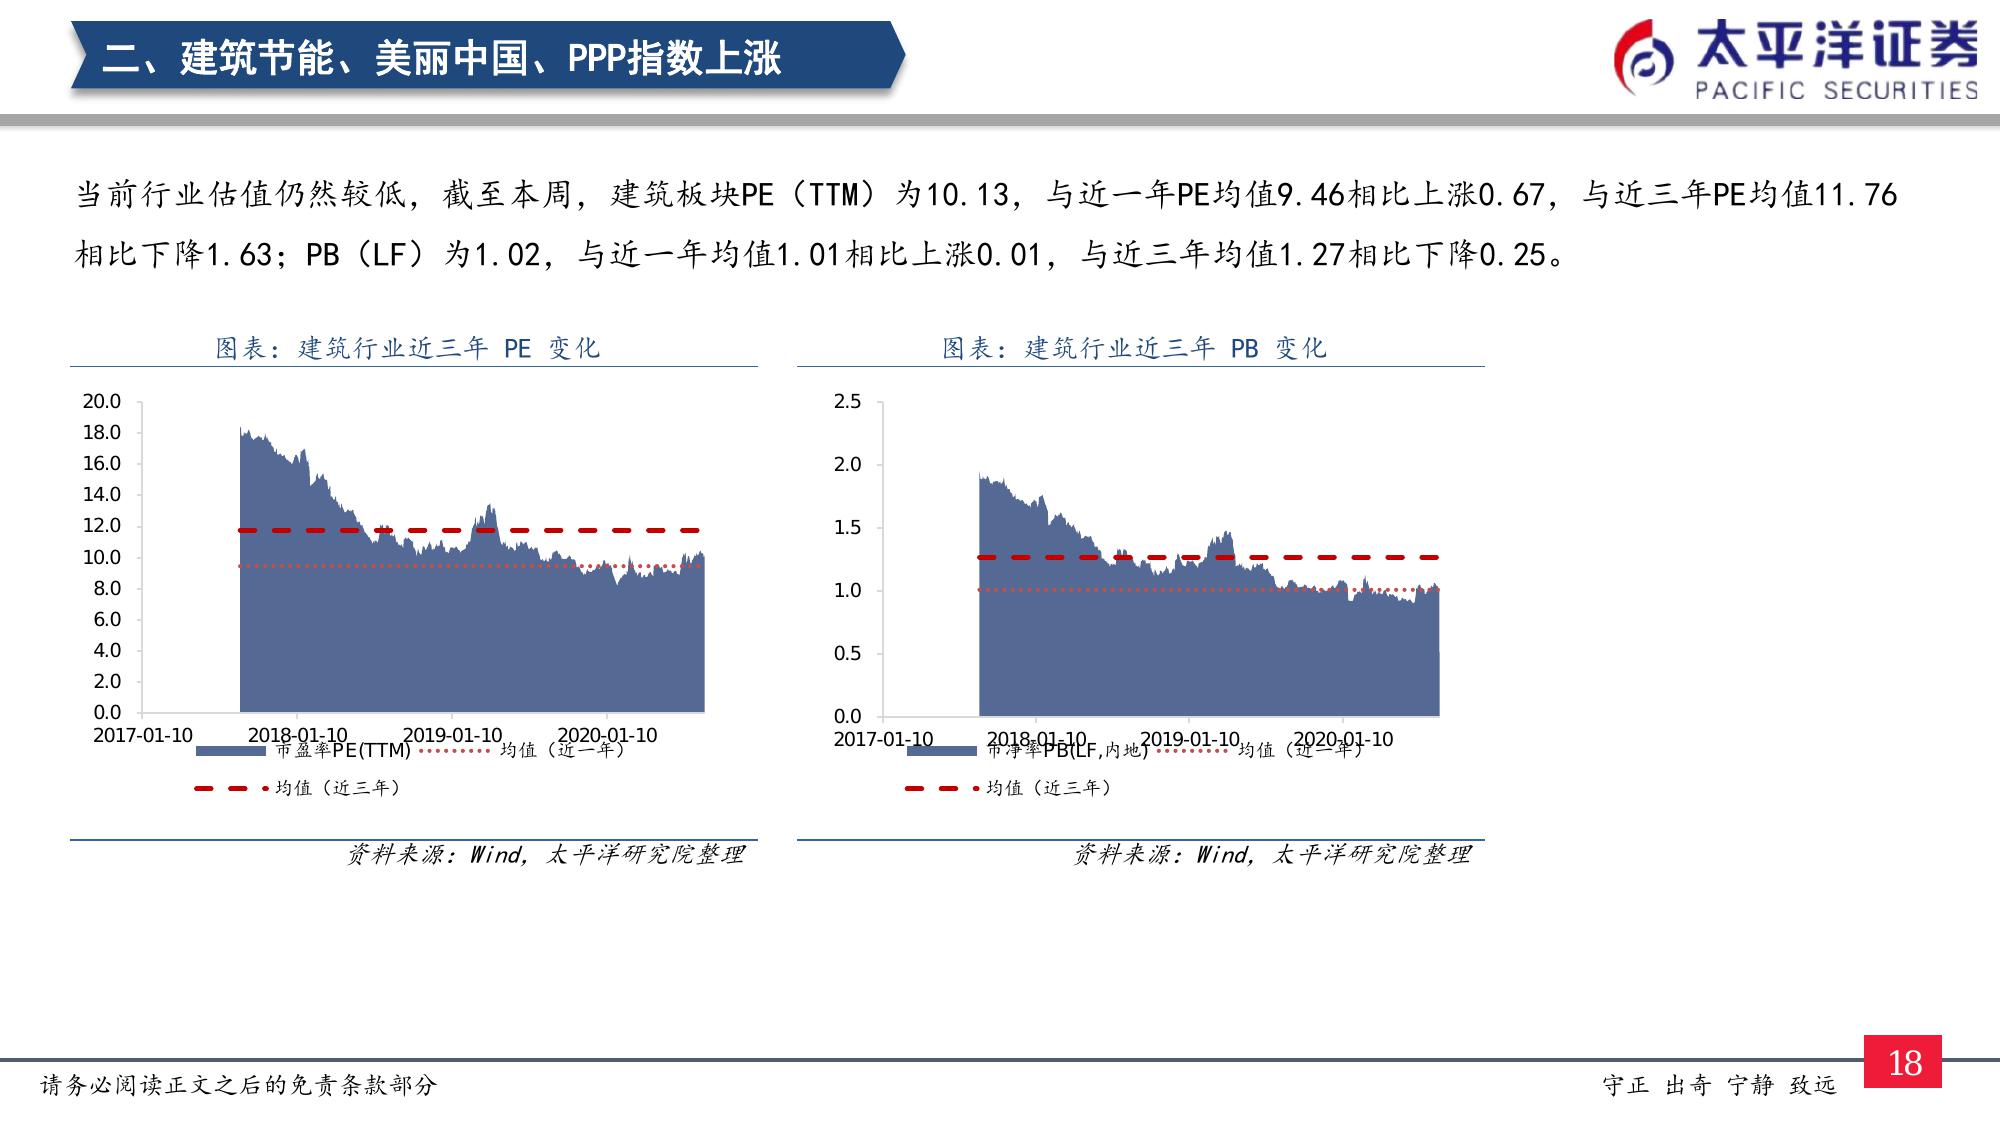 二、建筑节能、美丽中国、PPP指数上涨
太平洋证券
PACIFIC SECURITIES
当前行业估值仍然较低，截至本周，建筑板块PE（TTM）为10.13，与近一年PE均值9.46相比上涨0.67，与近三年PE均值11.76
相比下降1.63；PB（LF）为1.02，与近一年均值1.01相比上涨0.01，与近三年均值1.27相比下降0.25。
图表：建筑行业近三年 PE 变化
20.0
18.0
16.0
14.0
12.0
10.0
8.0
6.0
4.0
2.0
0.0
2017-01-10 2018-01-10 2019-01-10 2020-01-10
市盈率PE(TTM) 均值（近一年）
均值（近三年）
资料来源：Wind，太平洋研究院整理
图表：建筑行业近三年 PB 变化
2.5
2.0
1.5
1.0
0.5
0.0
2017-01-10 2018-01-10 2019-01-10 2020-01-10
市净率PB(LF,内地) 均值（近一年）
均值（近三年）
资料来源：Wind，太平洋研究院整理
请务必阅读正文之后的免责条款部分
守正 出奇 宁静 致远
18